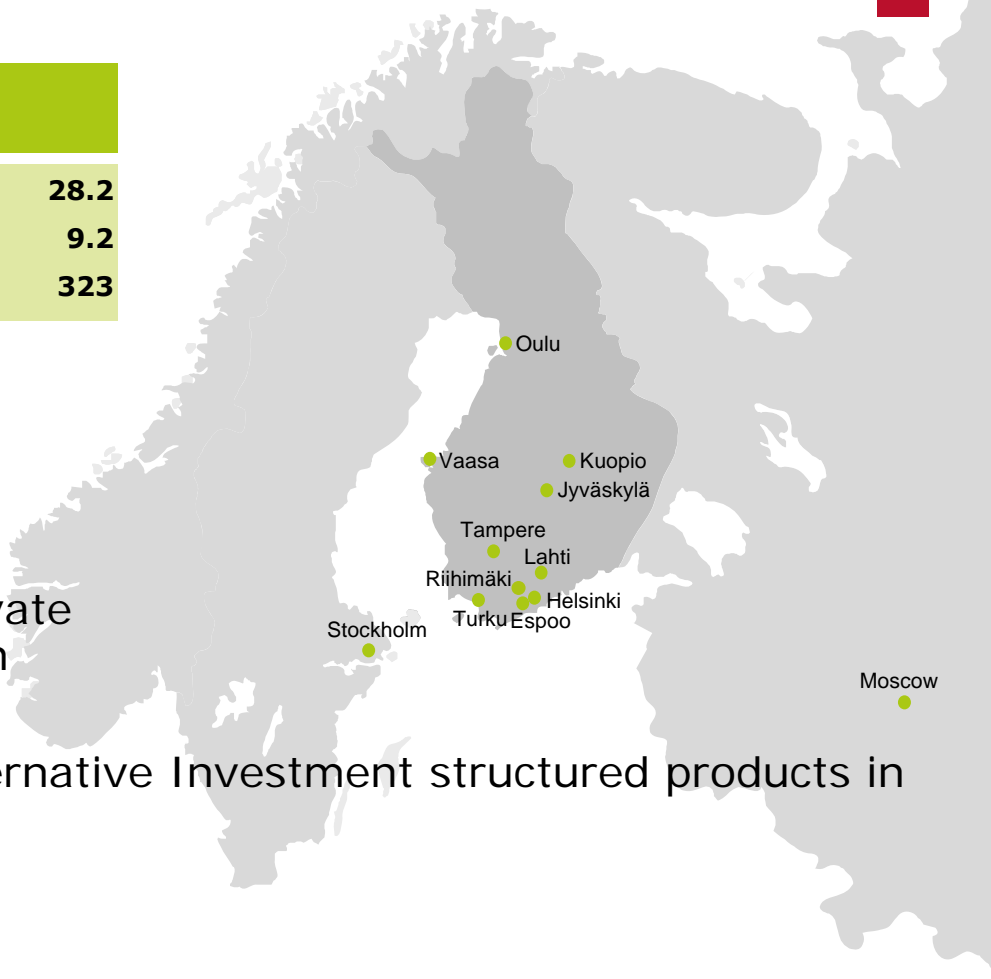 28.2
9.2
323
Oulu
Vaasa
Kuopio
Jyväskylä
Tampere
Lahti
Riihimäki
Helsinki
Turku
Espoo
Stockholm
Moscow
ernative Investment structured products in